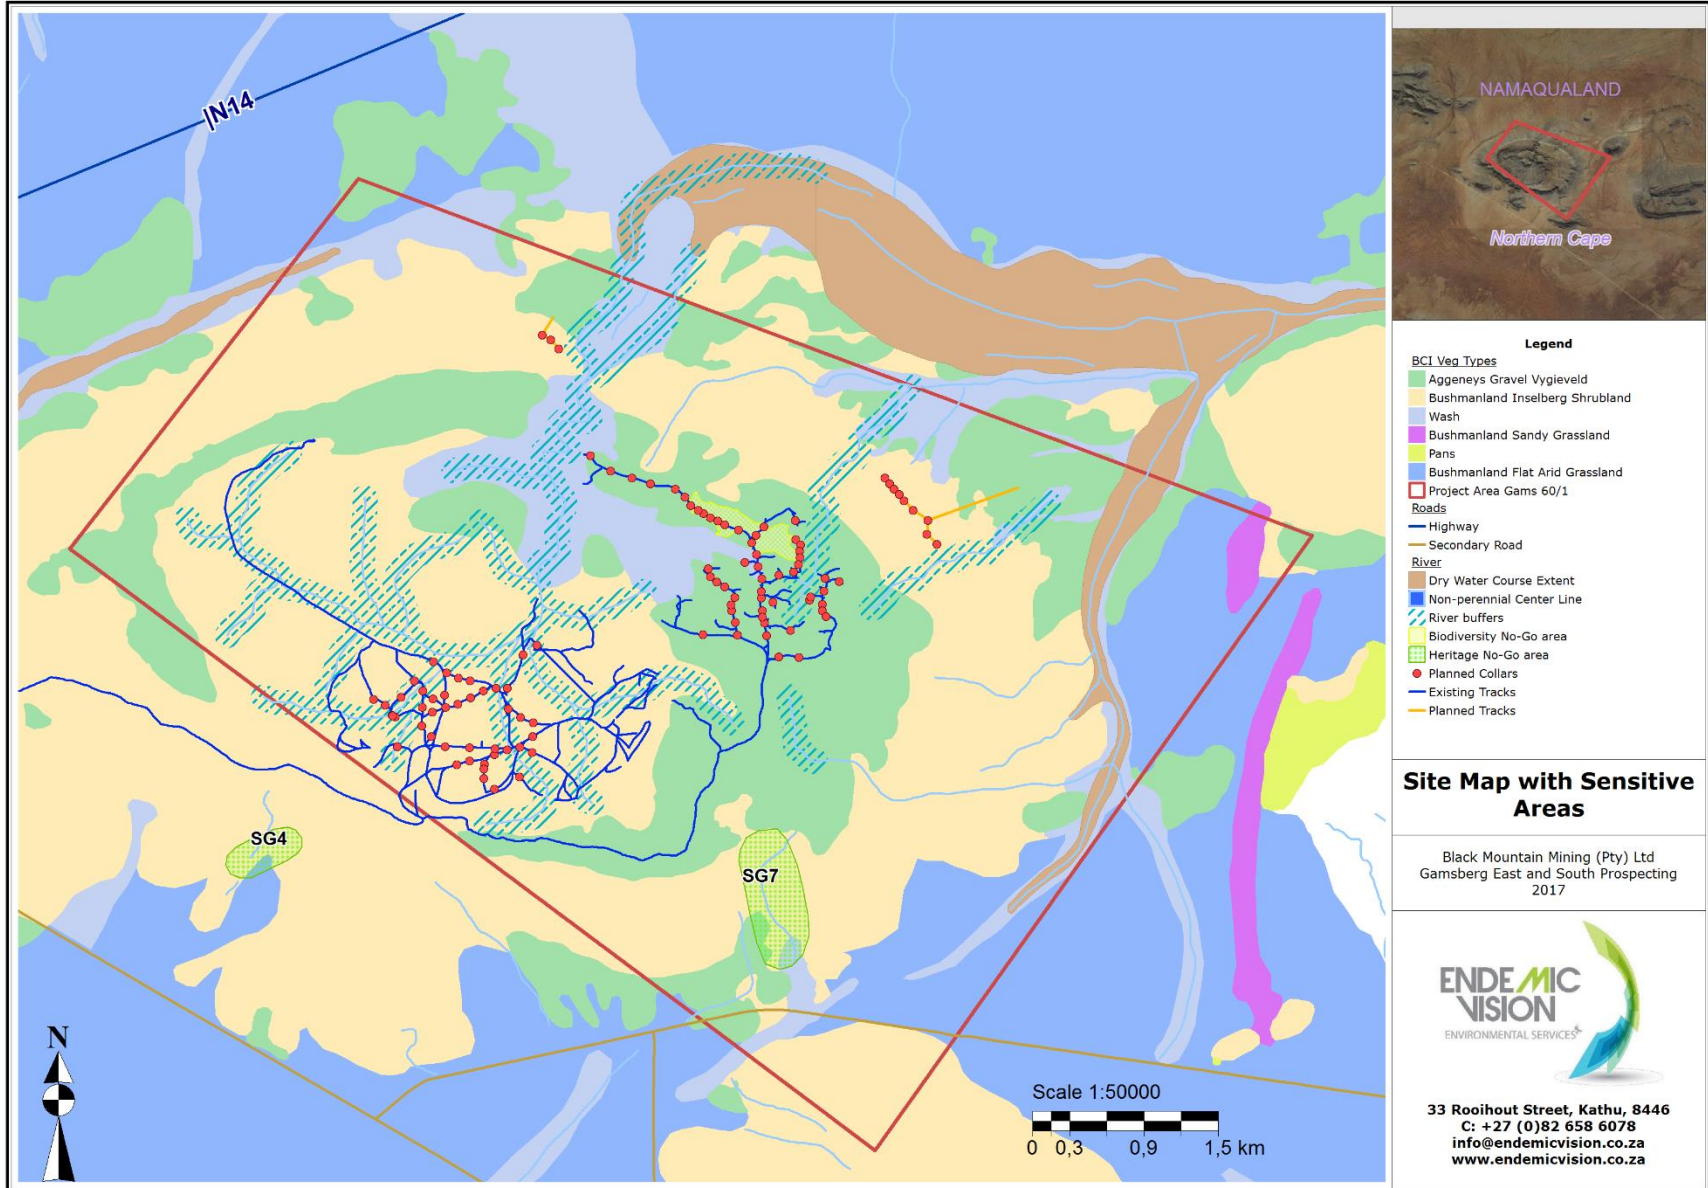 |N14
SG4
SG7
N
Scale 1:50000
0 0,3 0,9 1,5 km
NAMAQUALAND
Northern Cape
Legend
BCI Veg Types
Aggeneys Gravel Vygieveld
Bushmanland Inselberg Shrubland
Wash
Bushmanland Sandy Grassland
Pans
Bushmanland Flat Arid Grassland
Project Area Gams 60/1
Roads
Highway
Secondary Road
River
Dry Water Course Extent
Non-perennial Center Line
River buffers
Biodiversity No-Go area
Heritage No-Go area
Planned Collars
Existing Tracks
Planned Tracks
Site Map with Sensitive
Areas
Black Mountain Mining (Pty) Ltd
Gamsberg East and South Prospecting
2017
ENDEMIC
VISION
ENVIRONMENTAL SERVICES
33 Rooihout Street, Kathu, 8446
C: +27 (0)82 658 6078
info@endemicvision.co.za
www.endemicvision.co.za